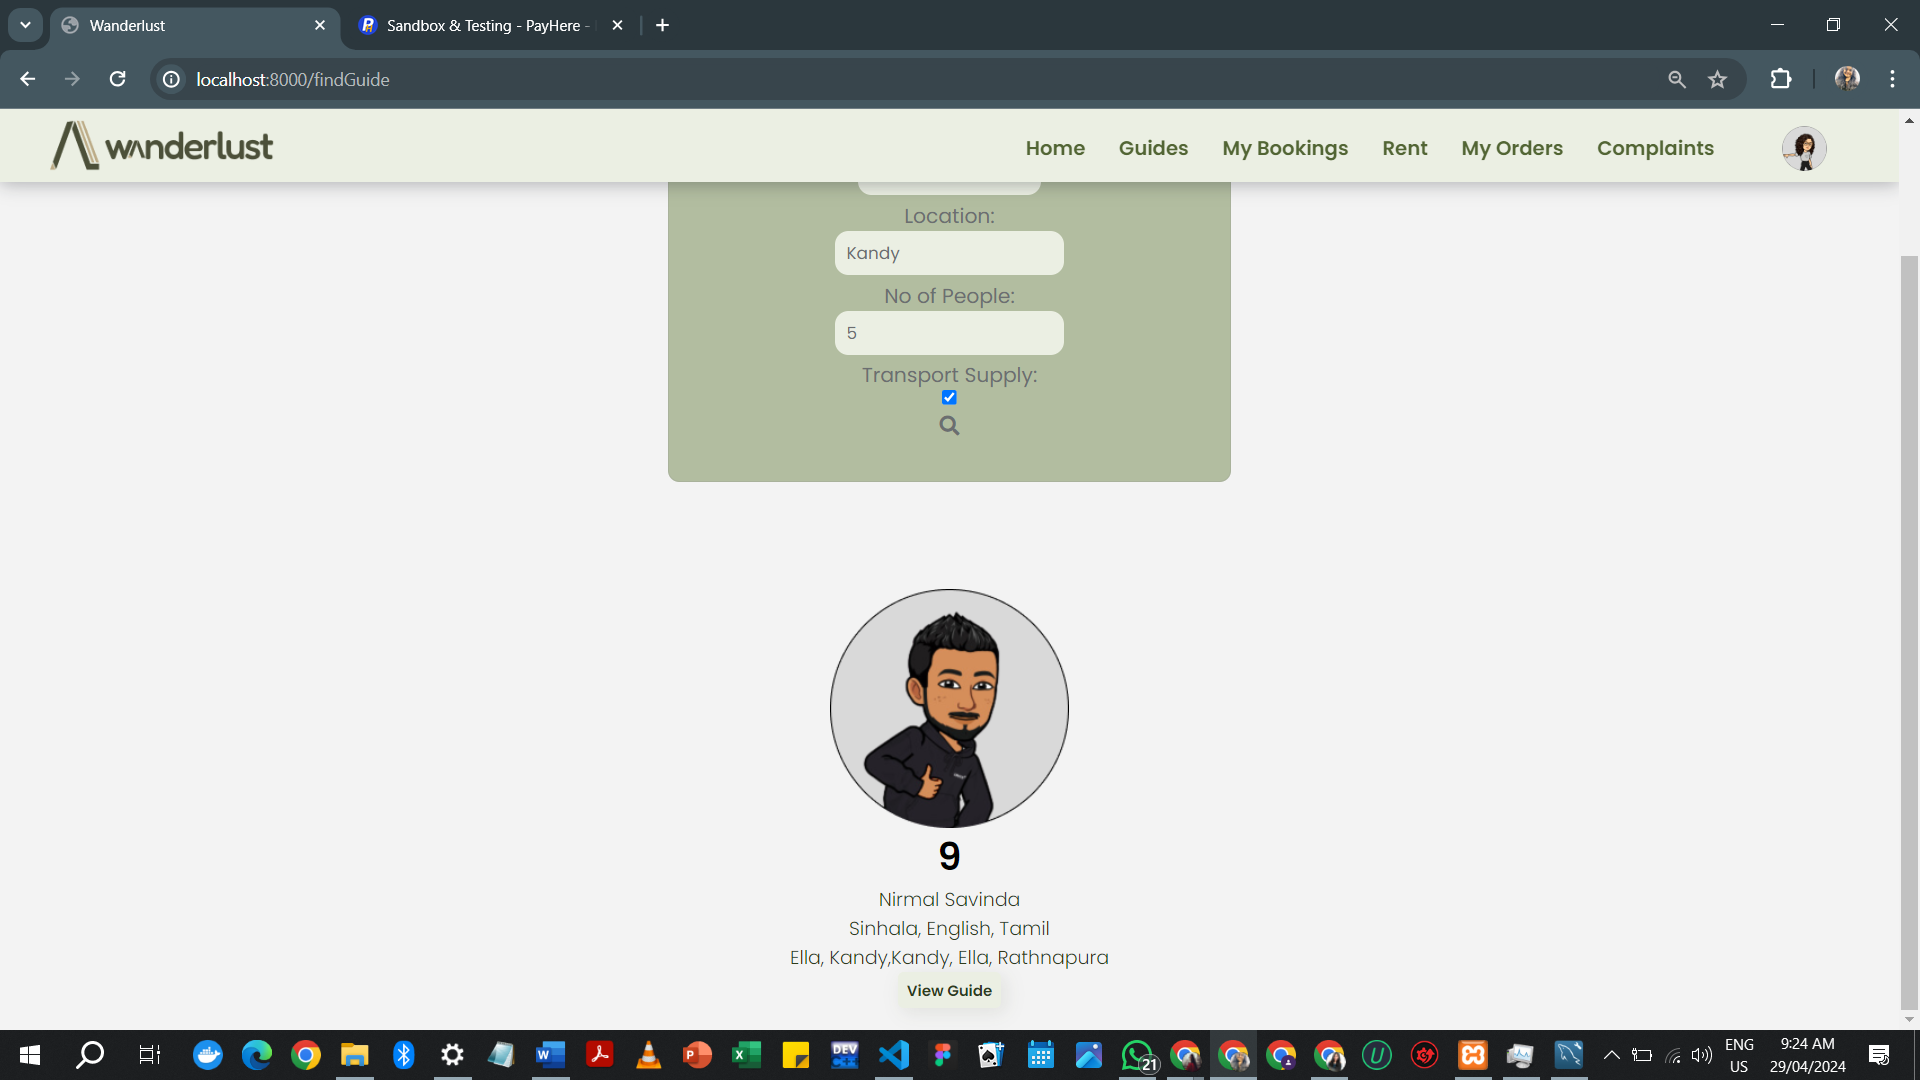 Wanderlust
Sandbox & Testing - PayHere -
localhost:8000/findGuide
wanderlust
Home Guides My Bookings Rent My Orders Complaints
Location:
Kandy
No of People:
5
Transport Supply:
9
Nirmal Savinda
Sinhala, English, Tamil
Ella, Kandy,Kandy, Ella, Rathnapura
View Guide
DEV
21
ENG
US
9:24 AM
29/04/2024